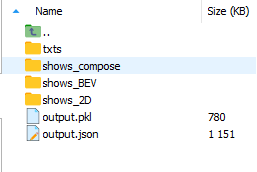 Name Size (KB)
..
txts
shows_compose
shows_BEV
shows_2D
output.pkl 780
output.json 1 151